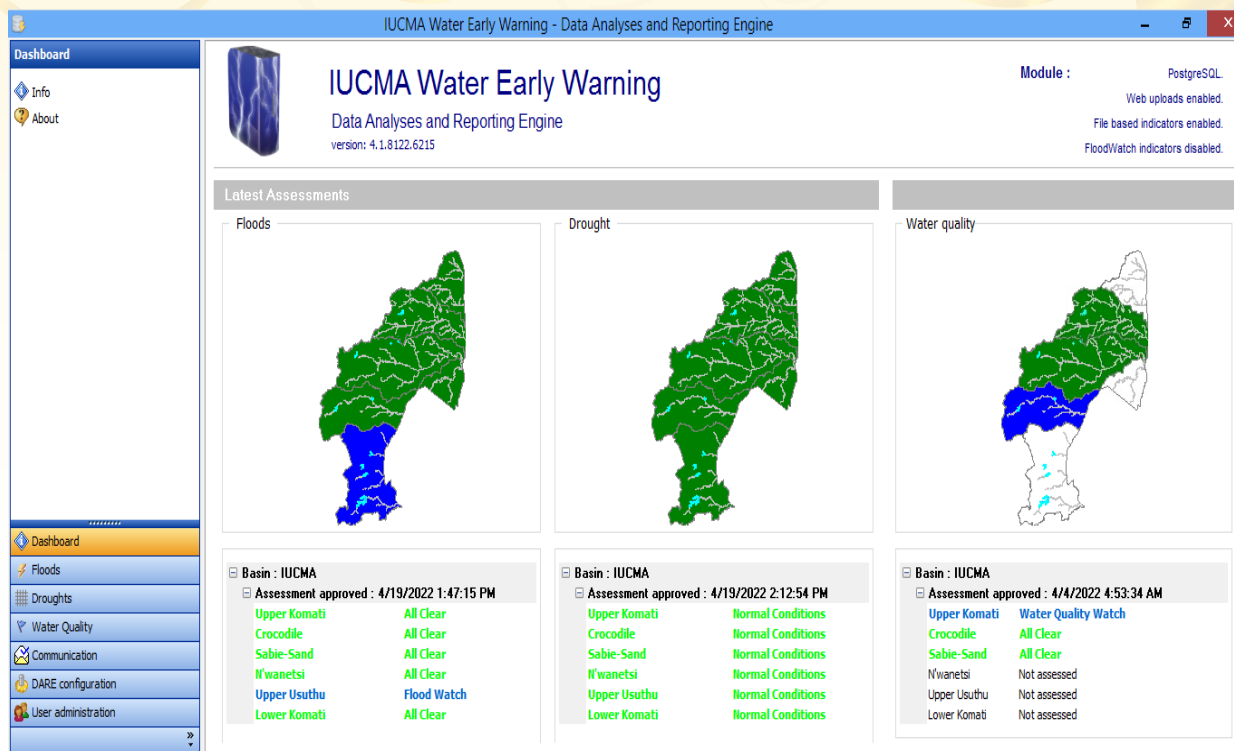 IUCMA Water Early Warning - Data Analyses and Reporting Engine
Dashboard
Info
About
IUCMA Water Early Warning
Data Analyses and Reporting Engine
version: 4.1.8122.6215
Module :
PostgreSQL.
Web uploads enabled.
File based indicators enabled.
FloodWatch indicators disabled.
Latest Assessments
Floods
Drought
Water quality
Dashboard
Floods
Droughts
Water Quality
Communication
DARE configuration
User administration
Basin : IUCMA
Assessment approved : 4/19/2022 1:47:15 PM
Upper Komati All Clear
Crocodile All Clear
Sabie-Sand All Clear
N'wanetsi All Clear
Upper Usuthu Flood Watch
Lower Komati All Clear
Basin : IUCMA
Assessment approved : 4/19/2022 2:12:54 PM
Upper Komati Normal Conditions
Crocodile Normal Conditions
Sabie-Sand Normal Conditions
N'wanetsi Normal Conditions
Upper Usuthu Normal Conditions
Lower Komati Normal Conditions
Basin : IUCMA
Assessment approved : 4/4/2022 4:53:34 AM
Upper Komati Water Quality Watch
Crocodile All Clear
Sabie-Sand All Clear
N'wanetsi Not assessed
Upper Usuthu Not assessed
Lower Komati Not assessed